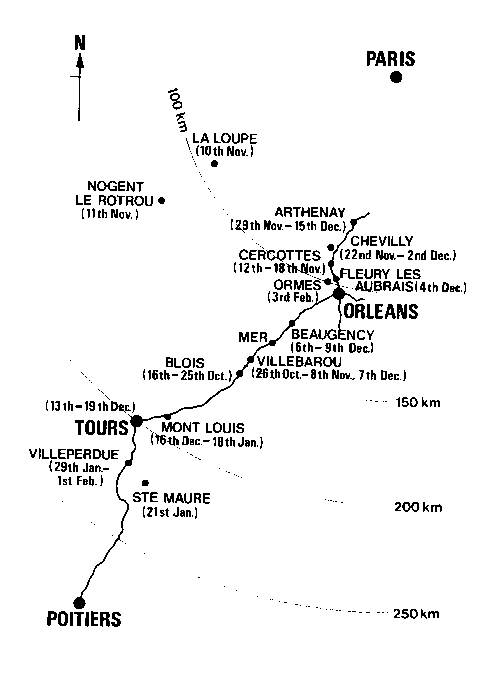 N
PARIS
100 km
LA LOUPE
(10th Nov.)
NOGENT
LE ROTROU
(11th Nov.)
ARTHENAY
(29th Nov.–15th Dec.)
CHEVILLY
(22nd Nov.–2nd Dec.)
CERCOTTES
(12th–18th Nov.)
FLEURY LES
AUBRAIS (4th Dec.)
ORMES
(3rd Feb.)
ORLEANS
MER
BEAUGENCY
(6th–9th Dec.)
BLOIS
(16th–25th Oct.)
VILLEBAROU
(26th Oct.–8th Nov., 7th Dec.)
150 km
(13th–19th Dec.)
TOURS
MONT LOUIS
(16th Dec.–18th Jan.)
VILLEPERDUE
(29th Jan.–
1st Feb.)
STE MAURE
(21st Jan.)
200 km
250 km
POITIERS